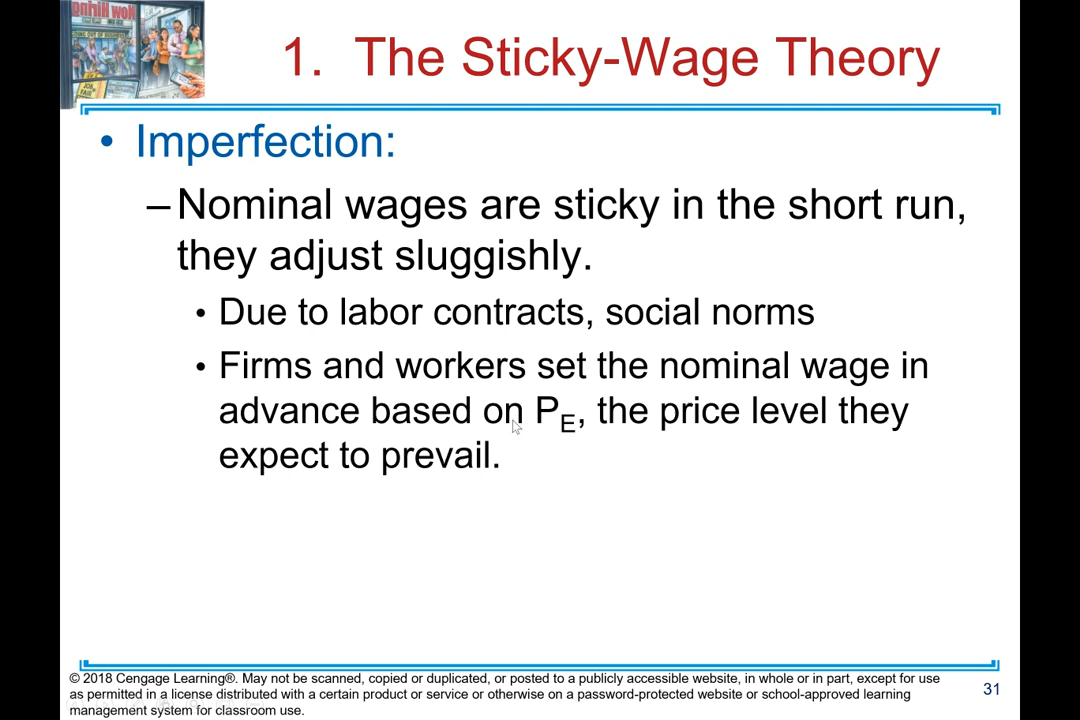 Now Hiring
JOB
FAIR
1. The Sticky-Wage Theory
• Imperfection:
– Nominal wages are sticky in the short run,
they adjust sluggishly.
• Due to labor contracts, social norms
• Firms and workers set the nominal wage in
advance based on PE, the price level they
expect to prevail.
© 2018 Cengage Learning®. May not be scanned, copied or duplicated, or posted to a publicly accessible website, in whole or in part, except for use
as permitted in a license distributed with a certain product or service or otherwise on a password-protected website or school-approved learning
management system for classroom use.
31